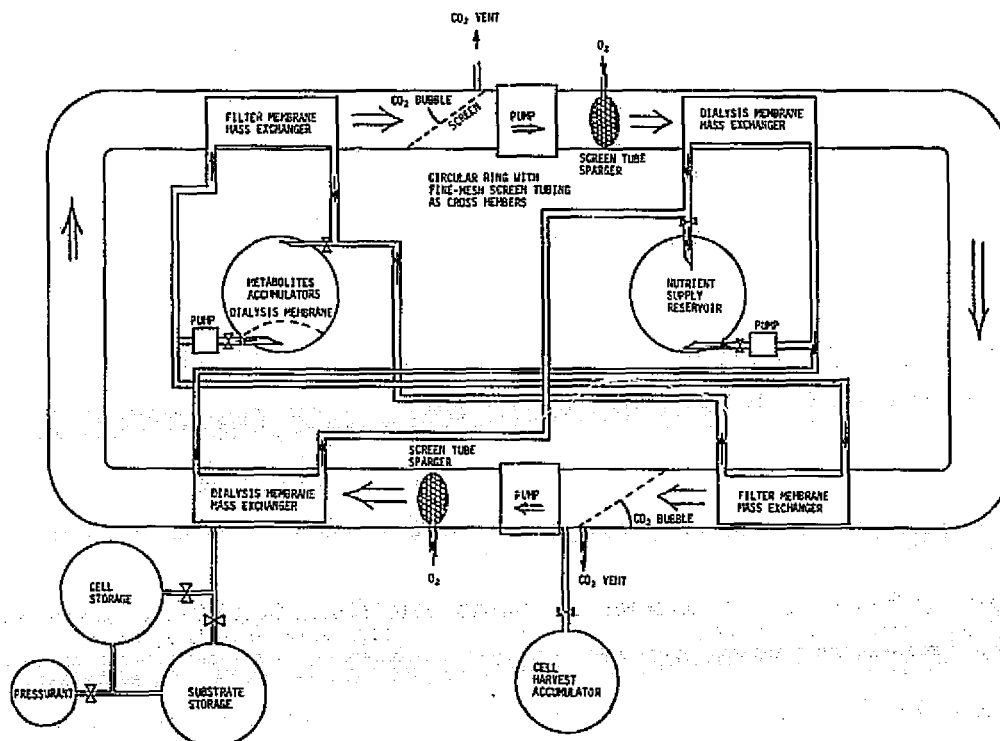 CO₂ VENT
O₂
CO₂ BUBBLE
SCREEN
FILTER MEMBRANE
MASS EXCHANGER
PUMP
DIALYSIS MEMBRANE
MASS EXCHANGER
SCREEN TUBE
SPARGER
CIRCULAR RING WITH
FINE-MESH SCREEN TUBING
AS CROSS MEMBERS
METABOLITES
ACCUMULATORS
DIALYSIS MEMBRANE
PUMP
NUTRIENT
SUPPLY
RESERVOIR
PUMP
SCREEN TUBE
SPARGER
DIALYSIS MEMBRANE
MASS EXCHANGER
PUMP
FILTER MEMBRANE
MASS EXCHANGER
CO₂ BUBBLE
O₂
CO₂ VENT
CELL
STORAGE
PRESSURANT
SUBSTRATE
STORAGE
CELL
HARVEST
ACCUMULATOR